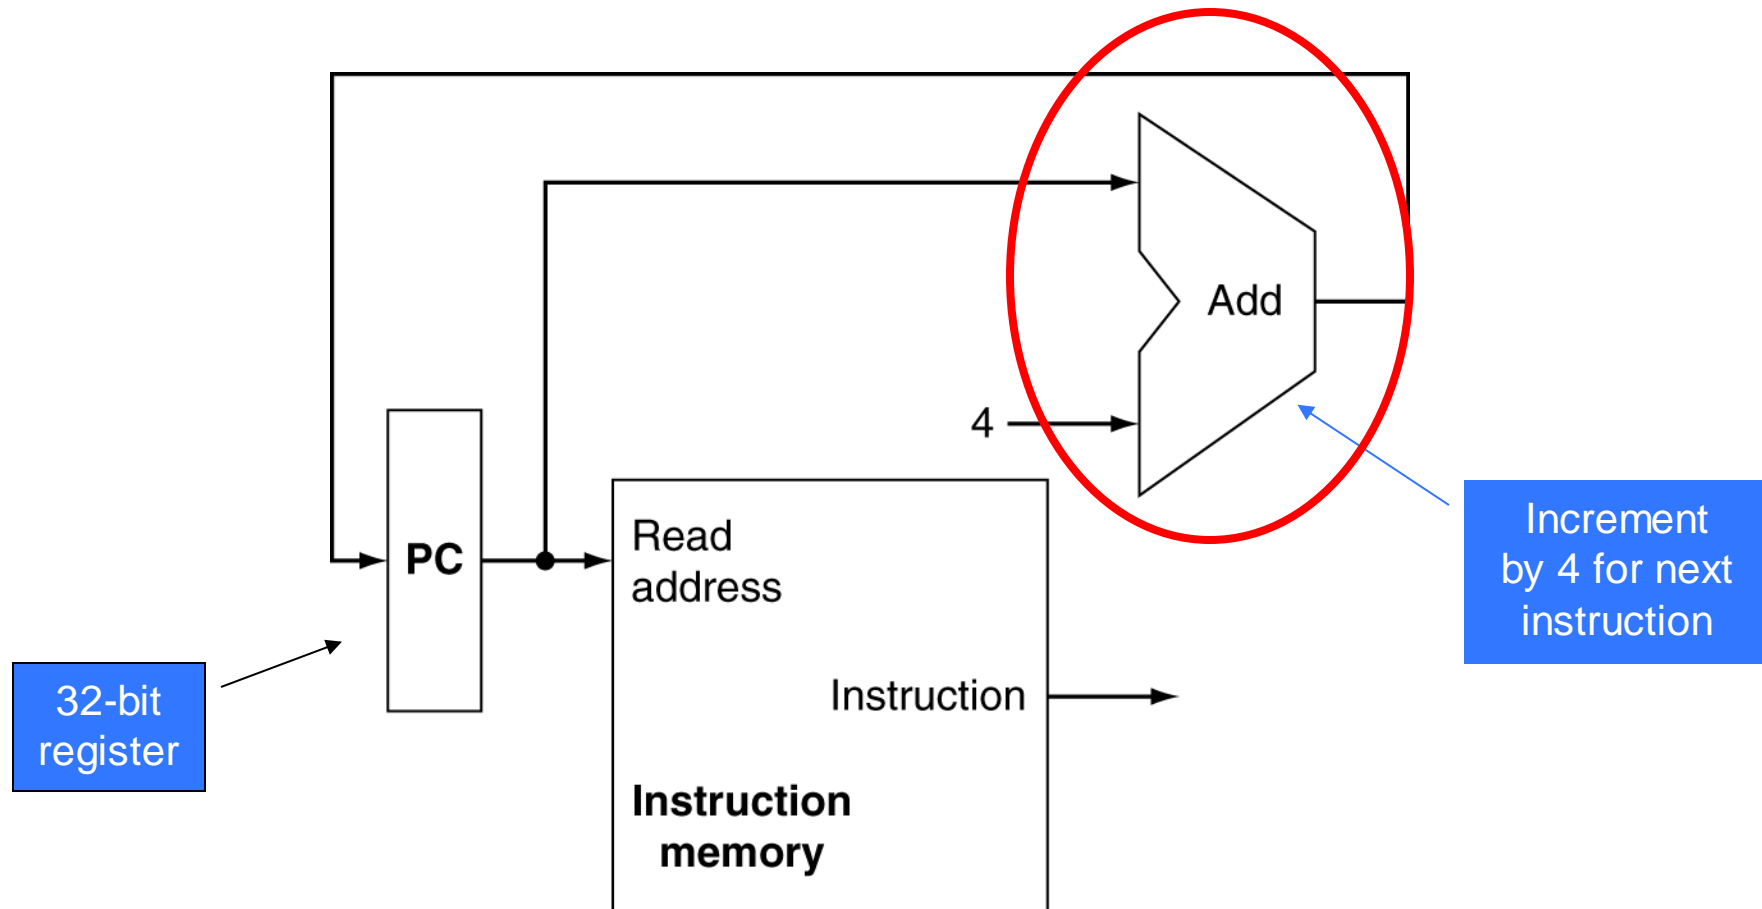 Add
4
PC
Read
address
Increment
by 4 for next
instruction
32-bit
register
Instruction
Instruction
memory